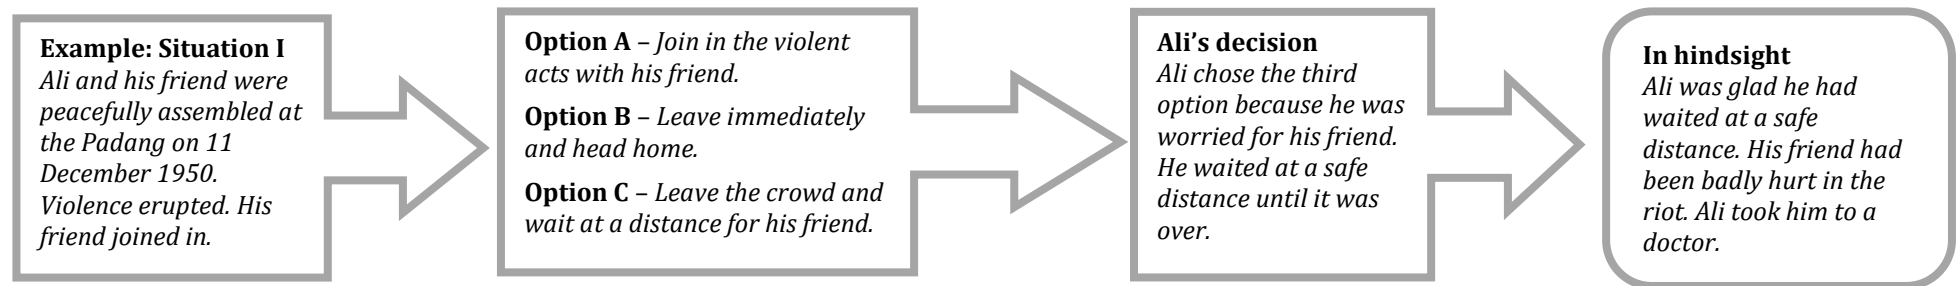 Example: Situation I
Ali and his friend were
peacefully assembled at
the Padang on 11
December 1950.
Violence erupted. His
friend joined in.
Option A – Join in the violent
acts with his friend.
Option B – Leave immediately
and head home.
Option C – Leave the crowd and
wait at a distance for his friend.
Ali’s decision
Ali chose the third
option because he was
worried for his friend.
He waited at a safe
distance until it was
over.
In hindsight
Ali was glad he had
waited at a safe
distance. His friend had
been badly hurt in the
riot. Ali took him to a
doctor.